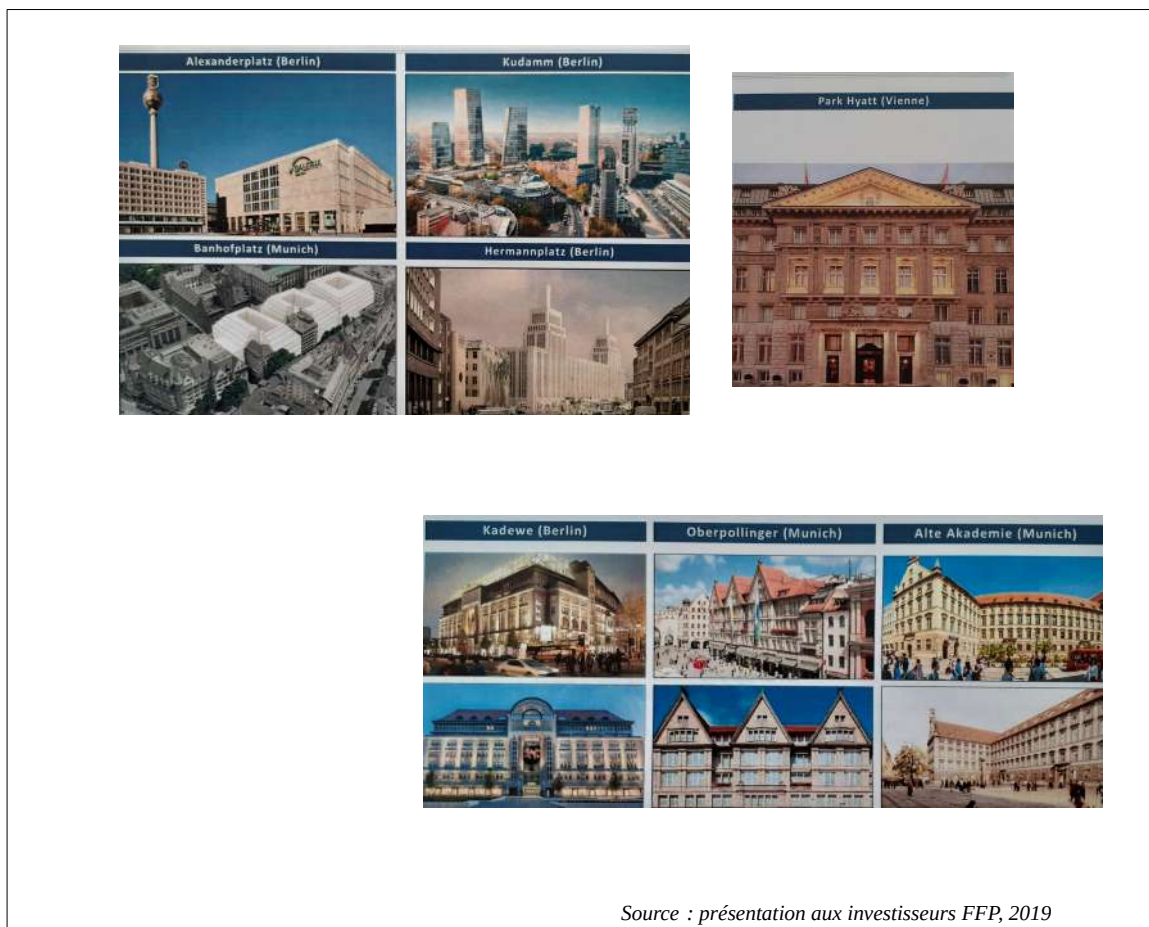 Alexanderplatz (Berlin)
Kudamm (Berlin)
Park Hyatt (Vienne)
GALERIA
Banhofplatz (Munich)
Hermannplatz (Berlin)
Kadewe (Berlin)
Oberpollinger (Munich)
Alte Akademie (Munich)
Source : présentation aux investisseurs FFP, 2019